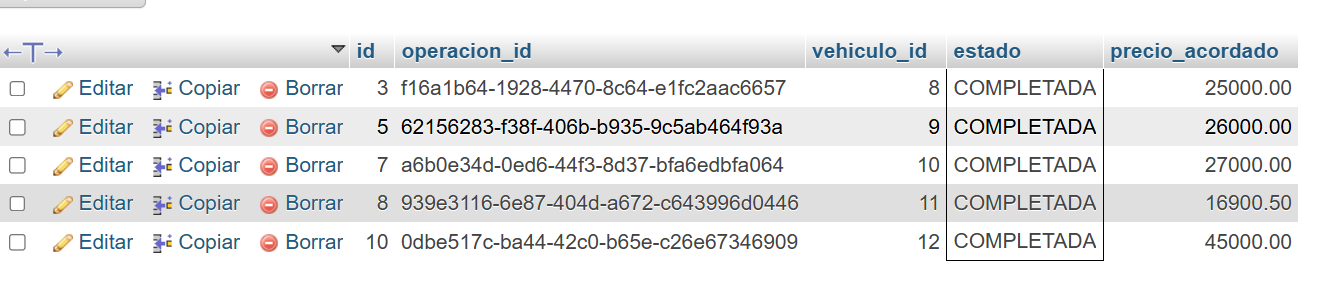 id operacion_id vehiculo_id estado precio_acordado
Editar Copiar Borrar 3 f16a1b64-1928-4470-8c64-e1fc2aac6657 8 COMPLETADA 25000.00
Editar Copiar Borrar 5 62156283-f38f-406b-b935-9c5ab464f93a 9 COMPLETADA 26000.00
Editar Copiar Borrar 7 a6b0e34d-0ed6-44f3-8d37-bfa6edbfa064 10 COMPLETADA 27000.00
Editar Copiar Borrar 8 939e3116-6e87-404d-a672-c643996d0446 11 COMPLETADA 16900.50
Editar Copiar Borrar 10 0dbe517c-ba44-42c0-b65e-c26e67346909 12 COMPLETADA 45000.00